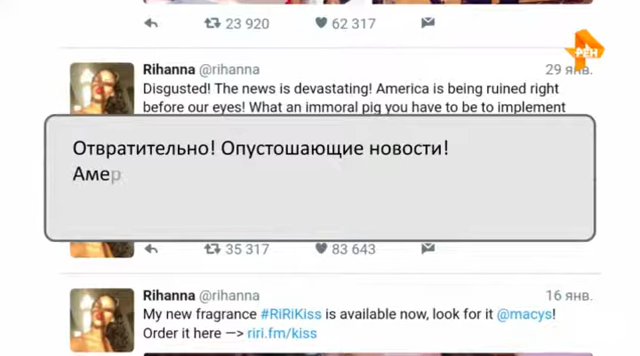 23 920 62 317
РЕН
Rihanna @rihanna 29 янв.
Disgusted! The news is devastating! America is being ruined right
before our eyes! What an immoral pig you have to be to implement
Отвратительно! Опустошающие новости!
Амер
35 317 83 643
Rihanna @rihanna 16 янв.
My new fragrance #RiRiKiss is available now, look for it @macys!
Order it here —> riri.fm/kiss